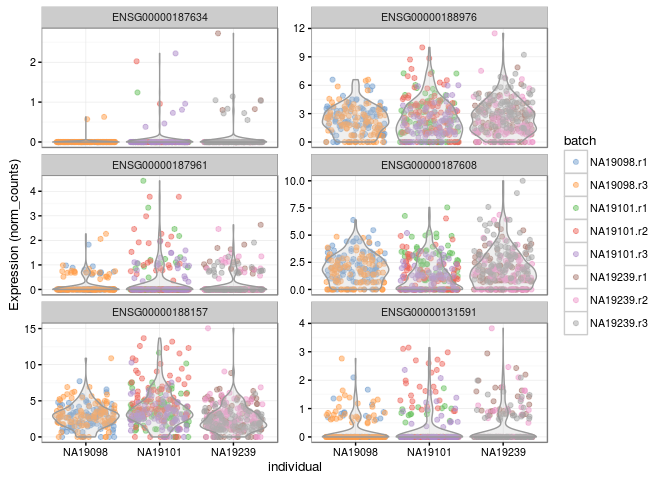 ENSG00000187634
ENSG00000188976
2
1
0
12
9
6
3
0
ENSG00000187961
ENSG00000187608
4
3
2
1
0
10.0
7.5
5.0
2.5
0.0
ENSG00000188157
ENSG00000131591
15
10
5
0
4
3
2
1
0
NA19098
NA19101
NA19239
NA19098
NA19101
NA19239
individual
Expression (norm_counts)
batch
NA19098.r1
NA19098.r3
NA19101.r1
NA19101.r2
NA19101.r3
NA19239.r1
NA19239.r2
NA19239.r3